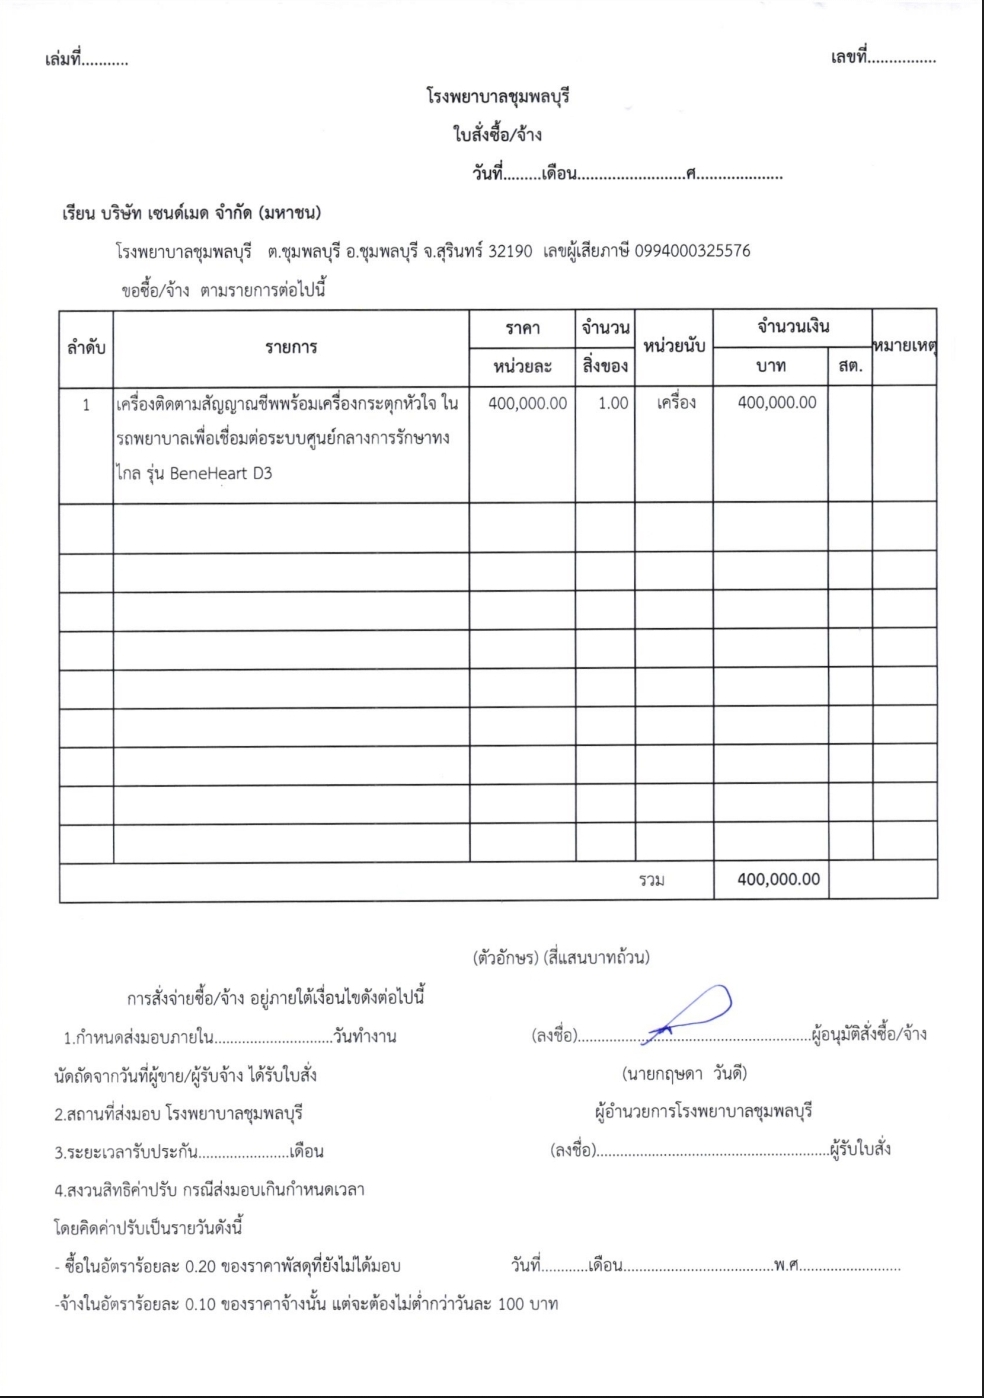 เล่มที่...........
เลขที่................
โรงพยาบาลชุมพลบุรี
ใบสั่งซื้อ/จ้าง
วันที่.........เดือน.........................ศ....................
เรียน บริษัท เซนด์เมด จำกัด (มหาชน)
โรงพยาบาลชุมพลบุรี ต.ชุมพลบุรี อ.ชุมพลบุรี จ.สุรินทร์ 32190 เลขผู้เสียภาษี 0994000325576
ขอซื้อ/จ้าง ตามรายการต่อไปนี้
ลำดับ รายการ ราคา จำนวน หน่วยนับ จำนวนเงิน หมายเหตุ
หน่วยละ สิ่งของ บาท สต.
1 เครื่องติดตามสัญญาณชีพพร้อมเครื่องกระตุกหัวใจ ใน 400,000.00 1.00 เครื่อง 400,000.00
รถพยาบาลเพื่อเชื่อมต่อระบบศูนย์กลางการรักษาทง
ไกล รุ่น BeneHeart D3
รวม 400,000.00
(ตัวอักษร) (สี่แสนบาทถ้วน)
การสั่งจ่ายซื้อ/จ้าง อยู่ภายใต้เงื่อนไขดังต่อไปนี้
1.กำหนดส่งมอบภายใน............................วันทำงาน
(ลงชื่อ)......................................................ผู้อนุมัติสั่งซื้อ/จ้าง
นัดถัดจากวันที่ผู้ขาย/ผู้รับจ้าง ได้รับใบสั่ง
(นายกฤษดา วันดี)
2.สถานที่ส่งมอบ โรงพยาบาลชุมพลบุรี
ผู้อำนวยการโรงพยาบาลชุมพลบุรี
3.ระยะเวลารับประกัน.....................เดือน
(ลงชื่อ)......................................................ผู้รับใบสั่ง
4.สงวนสิทธิค่าปรับ กรณีส่งมอบเกินกำหนดเวลา
โดยคิดค่าปรับเป็นรายวันดังนี้
- ซื้อในอัตราร้อยละ 0.20 ของราคาพัสดุที่ยังไม่ได้มอบ
วันที่...........เดือน...................................พ.ศ........................
-จ้างในอัตราร้อยละ 0.10 ของราคาจ้างนั้น แต่จะต้องไม่ต่ำกว่าวันละ 100 บาท